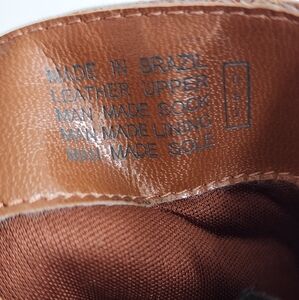 MADE IN BRAZIL
LEATHER UPPER
MAN MADE SOCK
MAN MADE LINING
MAN MADE SOLE